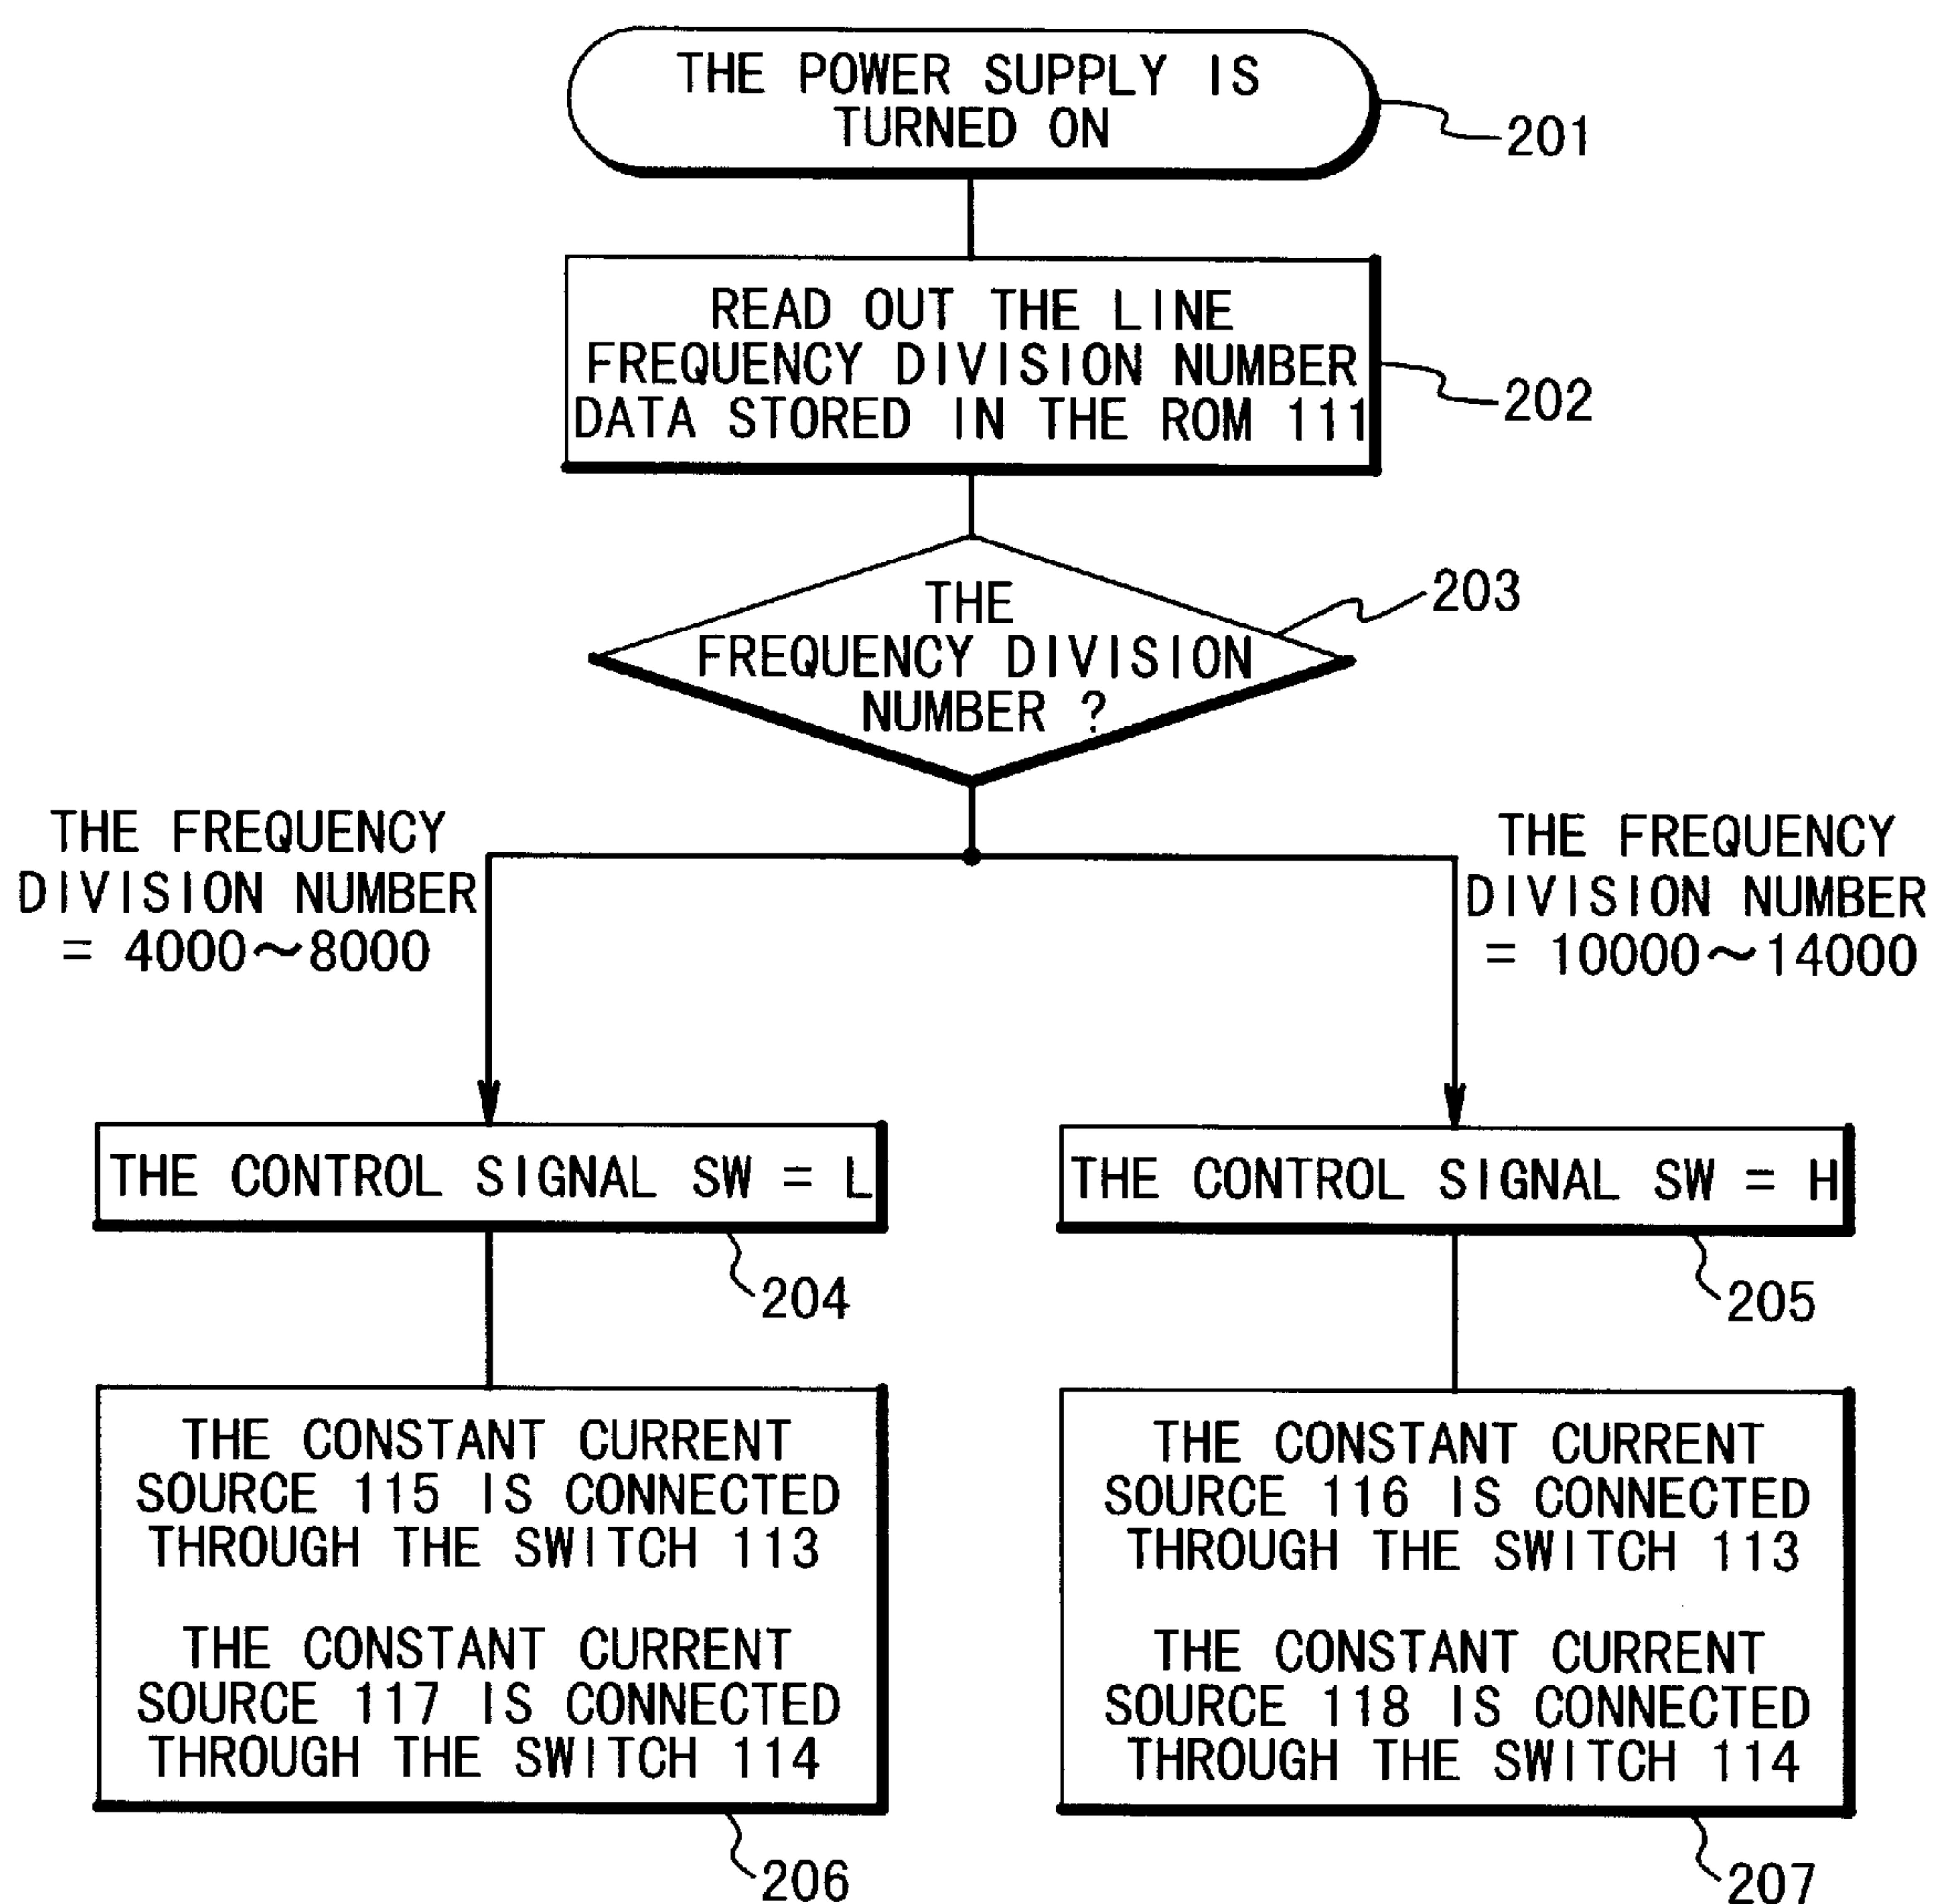 THE POWER SUPPLY IS
TURNED ON
201
READ OUT THE LINE
FREQUENCY DIVISION NUMBER
DATA STORED IN THE ROM 111
202
THE
FREQUENCY DIVISION
NUMBER ?
203
THE FREQUENCY
DIVISION NUMBER
= 4000～8000
THE FREQUENCY
DIVISION NUMBER
= 10000～14000
THE CONTROL SIGNAL SW = L
204
THE CONTROL SIGNAL SW = H
205
THE CONSTANT CURRENT
SOURCE 115 IS CONNECTED
THROUGH THE SWITCH 113
THE CONSTANT CURRENT
SOURCE 117 IS CONNECTED
THROUGH THE SWITCH 114
206
THE CONSTANT CURRENT
SOURCE 116 IS CONNECTED
THROUGH THE SWITCH 113
THE CONSTANT CURRENT
SOURCE 118 IS CONNECTED
THROUGH THE SWITCH 114
207